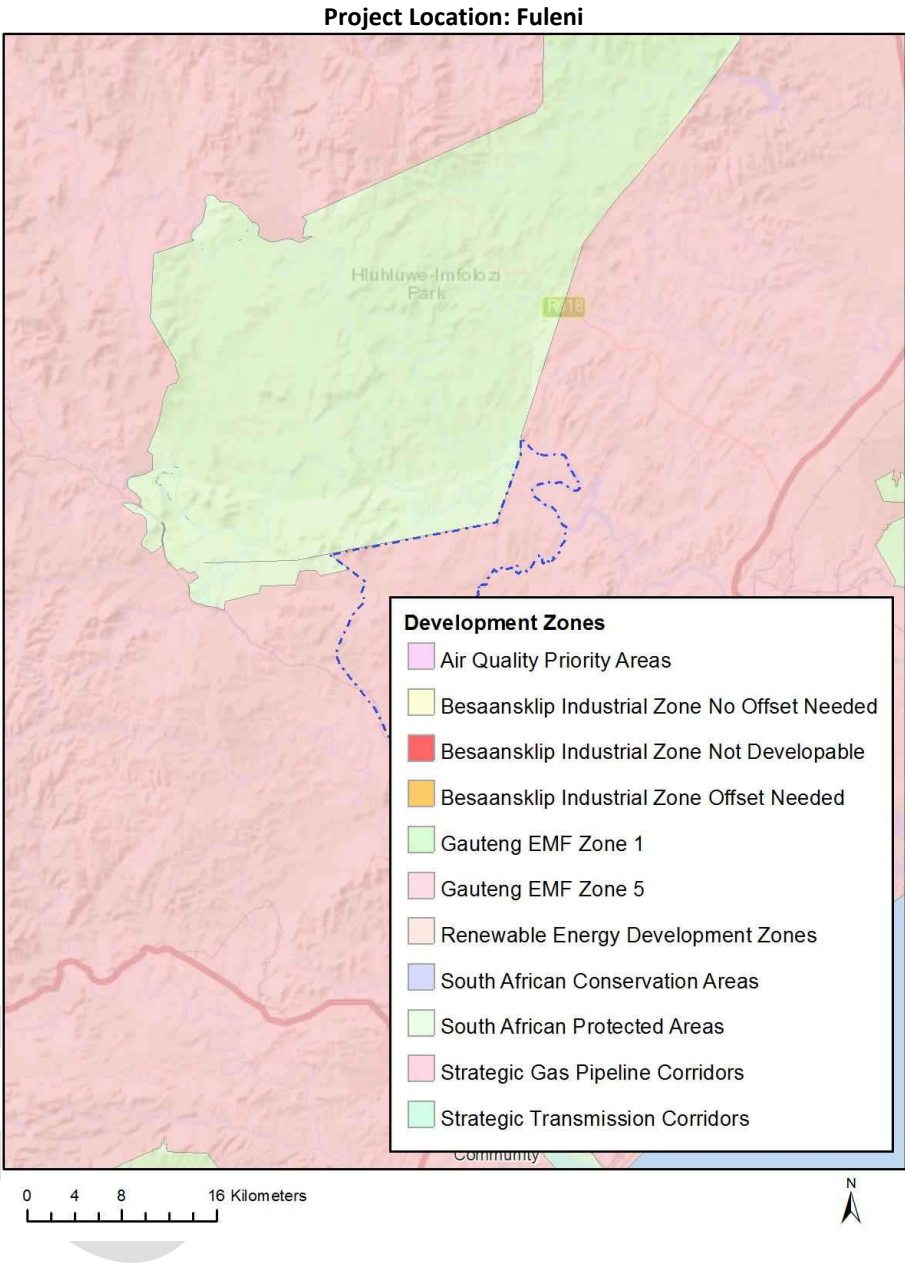 Project Location: Fuleni
Hluhluwe-Imfolozi
Park
Development Zones
Air Quality Priority Areas
Besaansklip Industrial Zone No Offset Needed
Besaansklip Industrial Zone Not Developable
Besaansklip Industrial Zone Offset Needed
Gauteng EMF Zone 1
Gauteng EMF Zone 5
Renewable Energy Development Zones
South African Conservation Areas
South African Protected Areas
Strategic Gas Pipeline Corridors
Strategic Transmission Corridors
Community
0 4 8 16 Kilometers
N